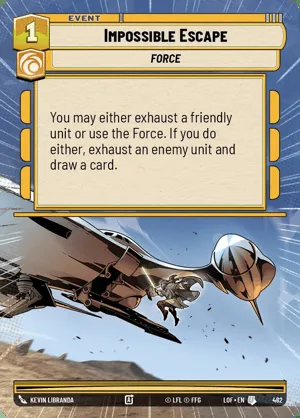 EVENT
1
IMPOSSIBLE ESCAPE
FORCE
You may either exhaust a friendly
unit or use the Force. If you do
either, exhaust an enemy unit and
draw a card.
KEVIN LIBRANDA
© LFL © FFG
LOF • EN
482